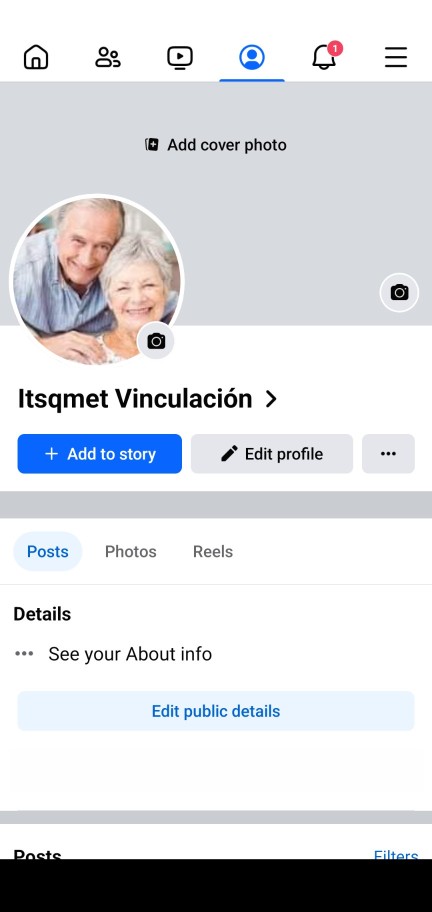 1
Add cover photo
Itsqmet Vinculación
Add to story
Edit profile
Posts
Photos
Reels
Details
See your About info
Edit public details
Posts
Filters